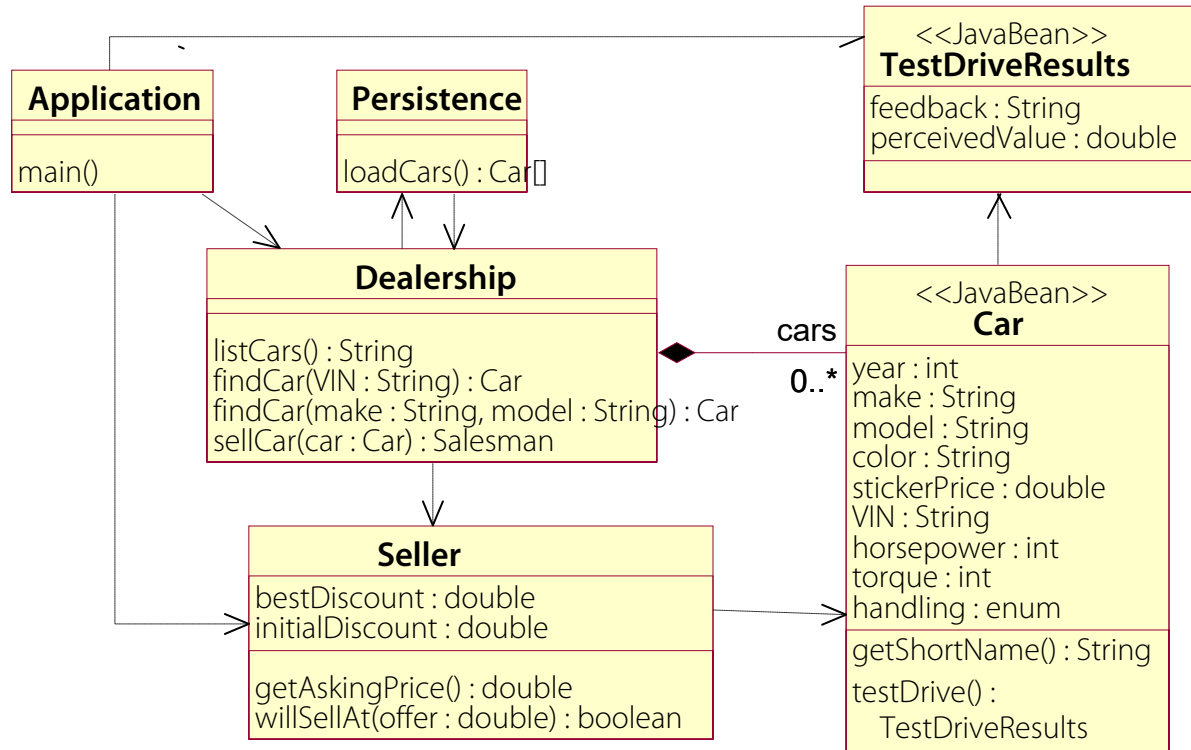 <<JavaBean>>
TestDriveResults
feedback : String
perceivedValue : double
Application
main()
Persistence
loadCars() : Car[]
Dealership
listCars() : String
findCar(VIN : String) : Car
findCar(make : String, model : String) : Car
sellCar(car : Car) : Salesman
cars
0..*
<<JavaBean>>
Car
year : int
make : String
model : String
color : String
stickerPrice : double
VIN : String
horsepower : int
torque : int
handling : enum
getShortName() : String
testDrive() :
TestDriveResults
Seller
bestDiscount : double
initialDiscount : double
getAskingPrice() : double
willSellAt(offer : double) : boolean